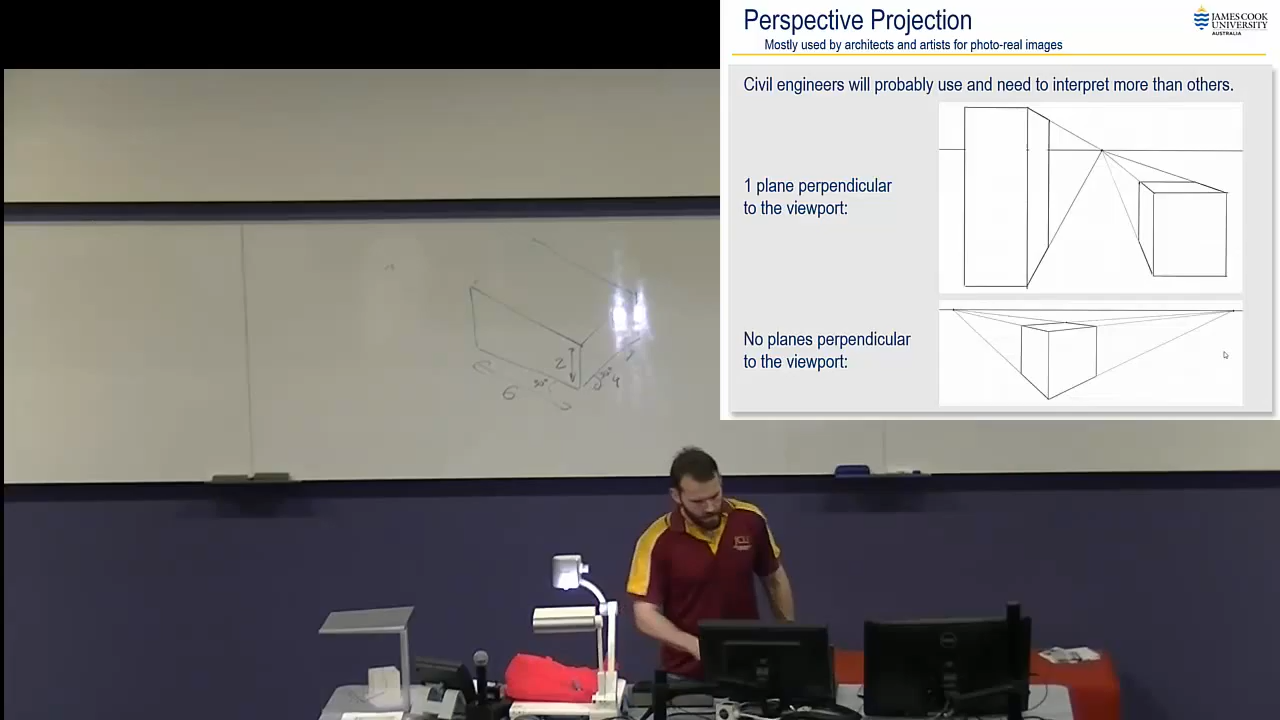 Perspective Projection
Mostly used by architects and artists for photo-real images
JAMES COOK
UNIVERSITY
AUSTRALIA
Civil engineers will probably use and need to interpret more than others.
1 plane perpendicular
to the viewport:
No planes perpendicular
to the viewport:
2
30°
6
4
JCU